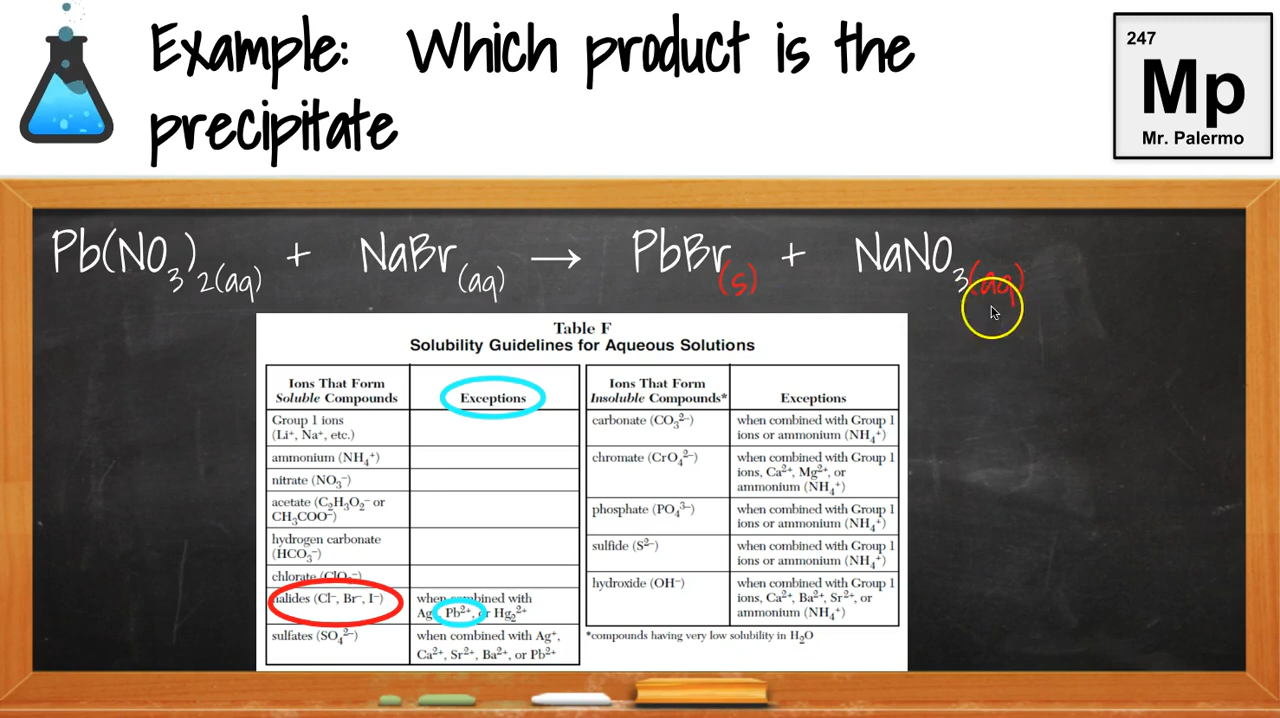 Example: Which product is the
precipitate
247
Mp
Mr. Palermo
Pb(NO₃)₂(aq) + NaBr(aq) → PbBr(s) + NaNO₃(aq)
Table F
Solubility Guidelines for Aqueous Solutions
Ions That Form
Soluble Compounds
Exceptions
Group 1 ions
(Li⁺, Na⁺, etc.)
ammonium (NH₄⁺)
nitrate (NO₃⁻)
acetate (C₂H₃O₂⁻ or
CH₃COO⁻)
hydrogen carbonate
(HCO₃⁻)
chlorate (ClO₃⁻)
halides (Cl⁻, Br⁻, I⁻)
when combined with
Ag⁺, Pb²⁺, or Hg₂²⁺
sulfates (SO₄²⁻)
when combined with Ag⁺,
Ca²⁺, Sr²⁺, Ba²⁺, or Pb²⁺
Ions That Form
Insoluble Compounds*
Exceptions
carbonate (CO₃²⁻)
when combined with Group 1
ions or ammonium (NH₄⁺)
chromate (CrO₄²⁻)
when combined with Group 1
ions, Ca²⁺, Mg²⁺, or
ammonium (NH₄⁺)
phosphate (PO₄³⁻)
when combined with Group 1
ions or ammonium (NH₄⁺)
sulfide (S²⁻)
when combined with Group 1
ions or ammonium (NH₄⁺)
hydroxide (OH⁻)
when combined with Group 1
ions, Ca²⁺, Ba²⁺, Sr²⁺, or
ammonium (NH₄⁺)
*compounds having very low solubility in H₂O